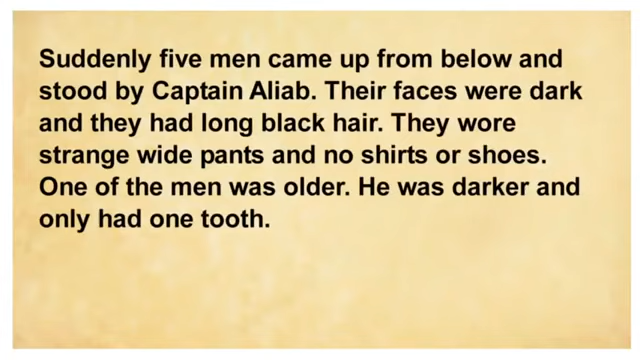 Suddenly five men came up from below and
stood by Captain Aliab. Their faces were dark
and they had long black hair. They wore
strange wide pants and no shirts or shoes.
One of the men was older. He was darker and
only had one tooth.